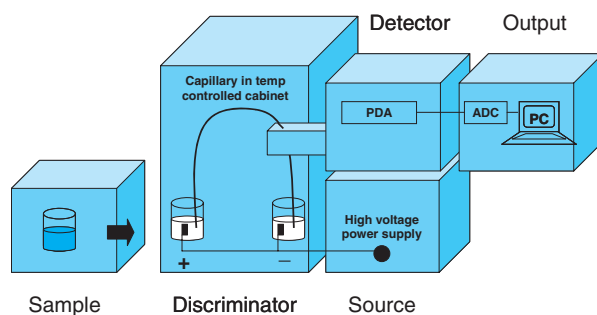 Detector
Output
Capillary in temp
controlled cabinet
PDA
ADC
PC
High voltage
power supply
+
–
Sample
Discriminator
Source